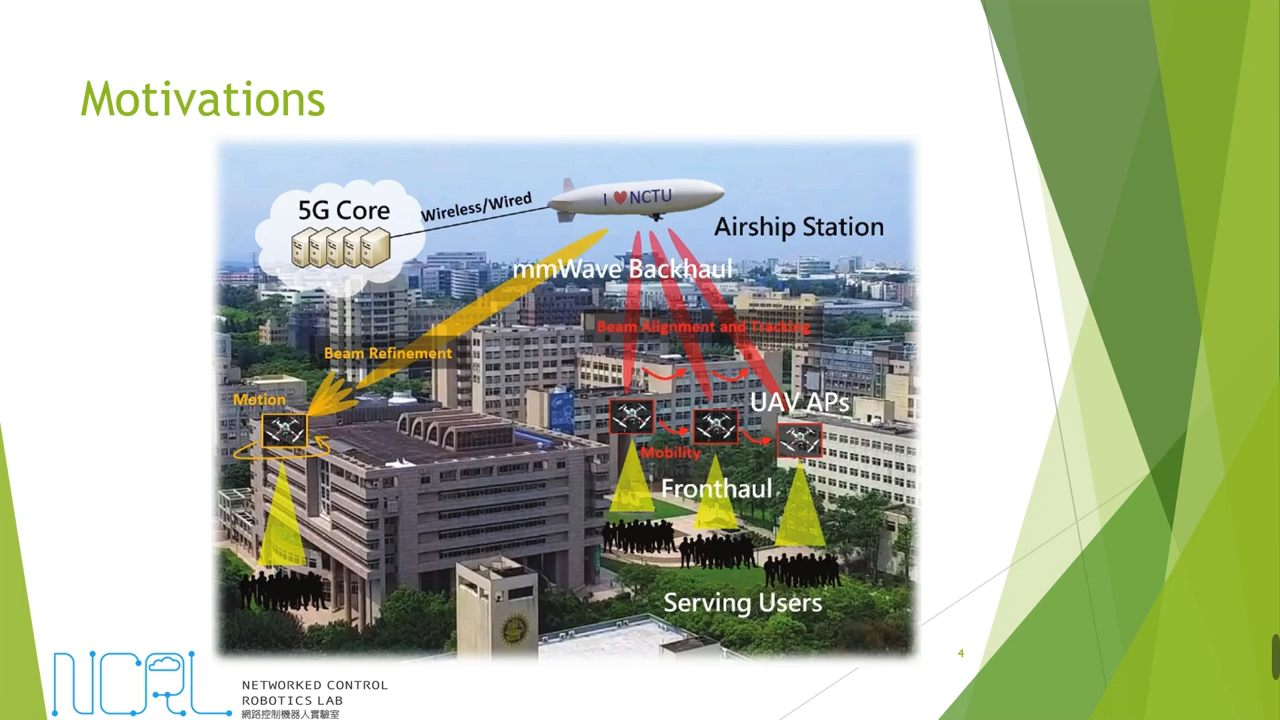 Motivations
5G Core
Wireless/Wired
I ❤ NCTU
Airship Station
mmWave Backhaul
Beam Alignment and Tracking
Beam Refinement
Motion
UAV APs
Mobility
Fronthaul
Serving Users
4
NCRL
NETWORKED CONTROL
ROBOTICS LAB
網路控制機器人實驗室